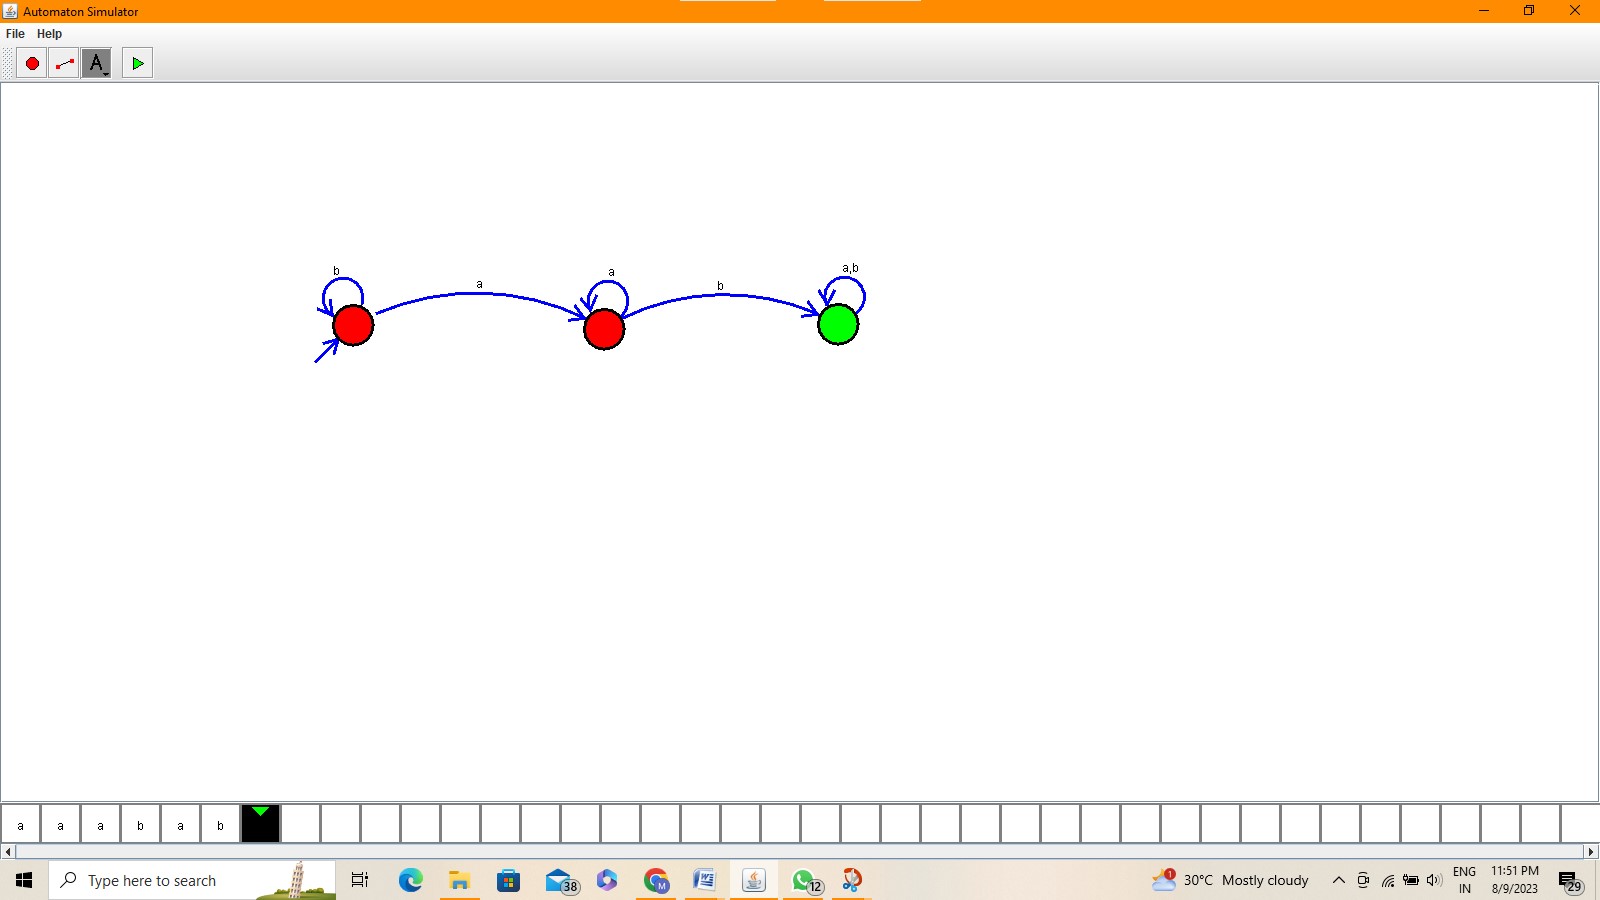 Automaton Simulator
File Help
A
b
a
a
b
a,b
a a a b a b
Type here to search
38
M
W
12
1
30°C Mostly cloudy
ENG
IN
11:51 PM
8/9/2023
29